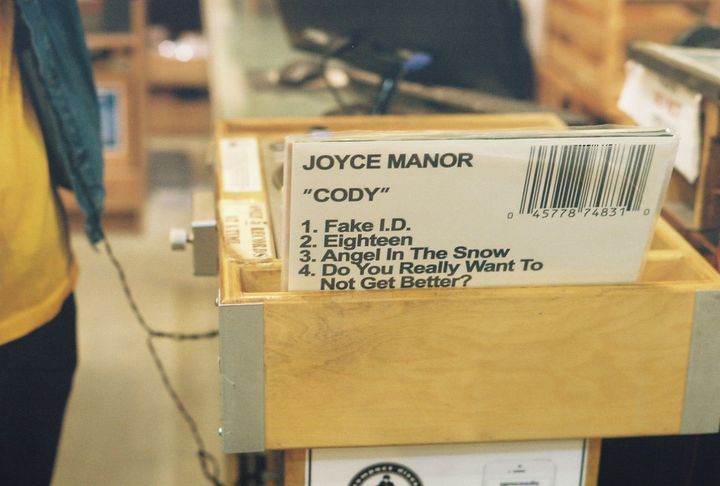 JOYCE MANOR
"CODY"
1. Fake I.D.
2. Eighteen
3. Angel In The Snow
4. Do You Really Want To
Not Get Better?
0 45778 74831 0